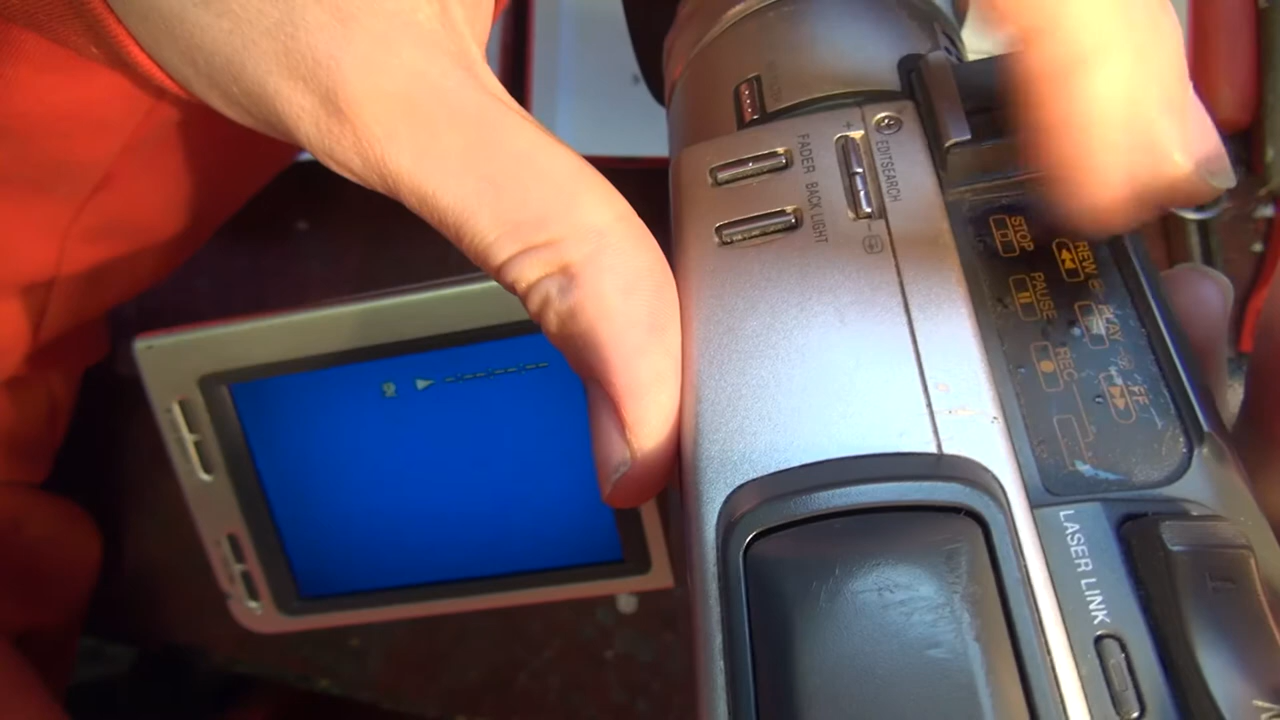 FADER
BACK LIGHT
+ EDITSEARCH -
STOP
REW
PAUSE
PLAY
REC
FF
LASER LINK